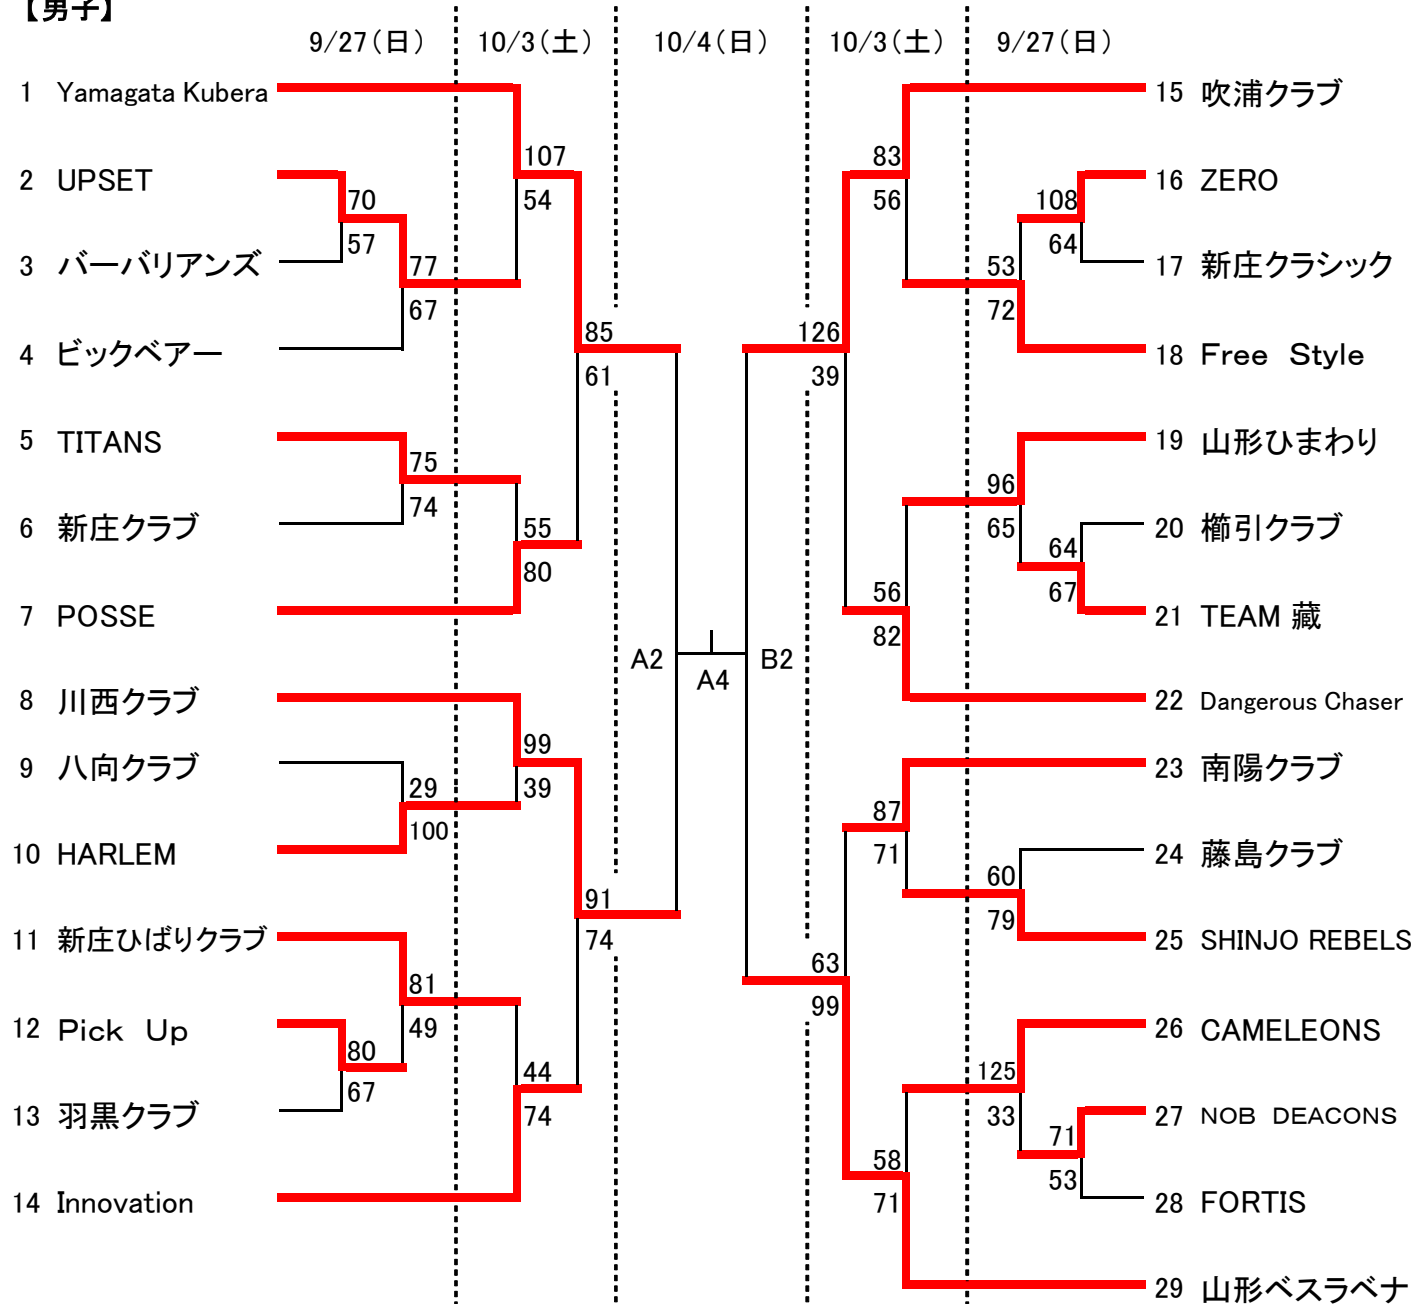 【男子】
9/27(日) 10/3(土) 10/4(日) 10/3(土) 9/27(日)
1 Yamagata Kubera
2 UPSET
3 バーバリアンズ
4 ビックベアー
5 TITANS
6 新庄クラブ
7 POSSE
8 川西クラブ
9 八向クラブ
10 HARLEM
11 新庄ひばりクラブ
12 Pick Up
13 羽黒クラブ
14 Innovation
70
57
77
67
75
74
29
100
81
49
80
67
107
54
55
80
99
39
44
74
85
61
91
74
A2
A4
B2
126
39
63
99
83
56
56
82
87
71
58
71
53
72
96
65
60
79
125
33
108
64
64
67
71
53
15 吹浦クラブ
16 ZERO
17 新庄クラシック
18 Free Style
19 山形ひまわり
20 櫛引クラブ
21 TEAM 藏
22 Dangerous Chaser
23 南陽クラブ
24 藤島クラブ
25 SHINJO REBELS
26 CAMELEONS
27 NOB DEACONS
28 FORTIS
29 山形ベスラベナ